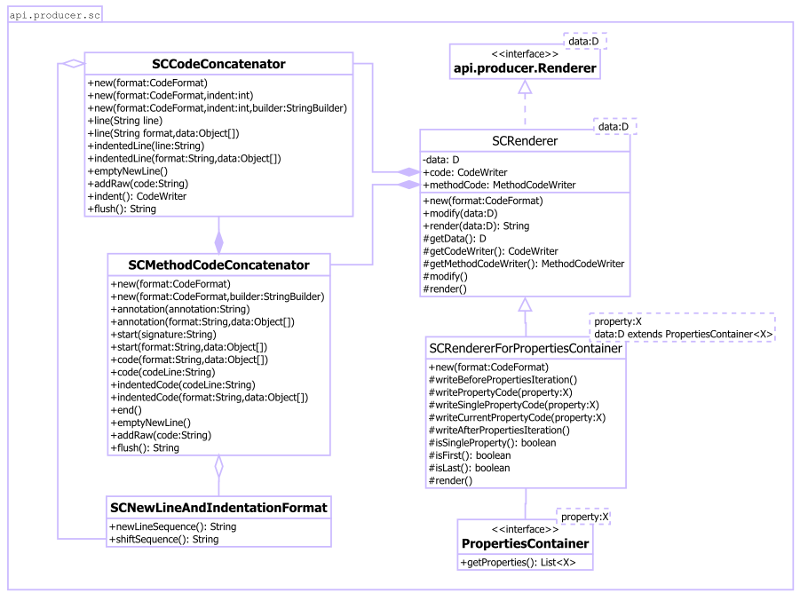 api.producer.sc
SCCodeConcatenator
+new(format:CodeFormat)
+new(format:CodeFormat,indent:int)
+new(format:CodeFormat,indent:int,builder:StringBuilder)
+line(String line)
+line(String format,data:Object[])
+indentedLine(line:String)
+indentedLine(format:String,data:Object[])
+emptyNewLine()
+addRaw(code:String)
+indent(): CodeWriter
+flush(): String
SCMethodCodeConcatenator
+new(format:CodeFormat)
+new(format:CodeFormat,builder:StringBuilder)
+annotation(annotation:String)
+annotation(format:String,data:Object[])
+start(signature:String)
+start(format:String,data:Object[])
+code(format:String,data:Object[])
+code(codeLine:String)
+indentedCode(codeLine:String)
+indentedCode(format:String,data:Object[])
+end()
+emptyNewLine()
+addRaw(code:String)
+flush(): String
SCNewLineAndIndentationFormat
+newLineSequence(): String
+shiftSequence(): String
data:D
<<interface>>
api.producer.Renderer
data:D
SCRenderer
-data: D
+code: CodeWriter
+methodCode: MethodCodeWriter
+new(format:CodeFormat)
+modify(data:D)
+render(data:D): String
#getData(): D
#getCodeWriter(): CodeWriter
#getMethodCodeWriter(): MethodCodeWriter
#modify()
#render()
property:X
data:D extends PropertiesContainer<X>
SCRendererForPropertiesContainer
+new(format:CodeFormat)
#writeBeforePropertiesIteration()
#writePropertyCode(property:X)
#writeSinglePropertyCode(property:X)
#writeCurrentPropertyCode(property:X)
#writeAfterPropertiesIteration()
#isSingleProperty(): boolean
#isFirst(): boolean
#isLast(): boolean
#render()
property:X
<<interface>>
PropertiesContainer
+getProperties(): List<X>